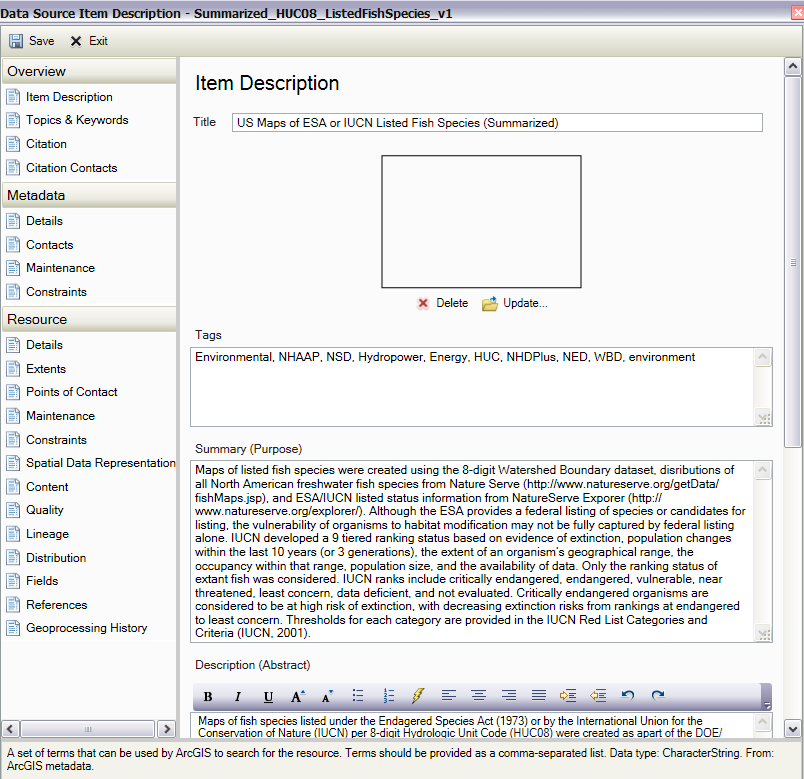 Data Source Item Description - Summarized_HUC08_ListedFishSpecies_v1
Save Exit
Overview
Item Description
Topics & Keywords
Citation
Citation Contacts
Metadata
Details
Contacts
Maintenance
Constraints
Resource
Details
Extents
Points of Contact
Maintenance
Constraints
Spatial Data Representation
Content
Quality
Lineage
Distribution
Fields
References
Geoprocessing History
Item Description
Title US Maps of ESA or IUCN Listed Fish Species (Summarized)
Delete Update...
Tags
Environmental, NHAAP, NSD, Hydropower, Energy, HUC, NHDPlus, NED, WBD, environment
Summary (Purpose)
Maps of listed fish species were created using the 8-digit Watershed Boundary dataset, disributions of
all North American freshwater fish species from Nature Serve (http://www.natureserve.org/getData/
fishMaps.jsp), and ESA/IUCN listed status information from NatureServe Exporer (http://
www.natureserve.org/explorer/). Although the ESA provides a federal listing of species or candidates for
listing, the vulnerability of organisms to habitat modification may not be fully captured by federal listing
alone. IUCN developed a 9 tiered ranking status based on evidence of extinction, population changes
within the last 10 years (or 3 generations), the extent of an organism's geographical range, the
occupancy within that range, population size, and the availability of data. Only the ranking status of
extant fish was considered. IUCN ranks include critically endangered, endangered, vulnerable, near
threatened, least concern, data deficient, and not evaluated. Critically endangered organisms are
considered to be at high risk of extinction, with decreasing extinction risks from rankings at endangered
to least concern. Thresholds for each category are provided in the IUCN Red List Categories and
Criteria (IUCN, 2001).
Description (Abstract)
B I U A A
Maps of fish species listed under the Endagered Species Act (1973) or by the International Union for the
Conservation of Nature (IUCN) per 8-digit Hydrologic Unit Code (HUC08) were created as apart of the DOE/
A set of terms that can be used by ArcGIS to search for the resource. Terms should be provided as a comma-separated list. Data type: CharacterString. From:
ArcGIS metadata.